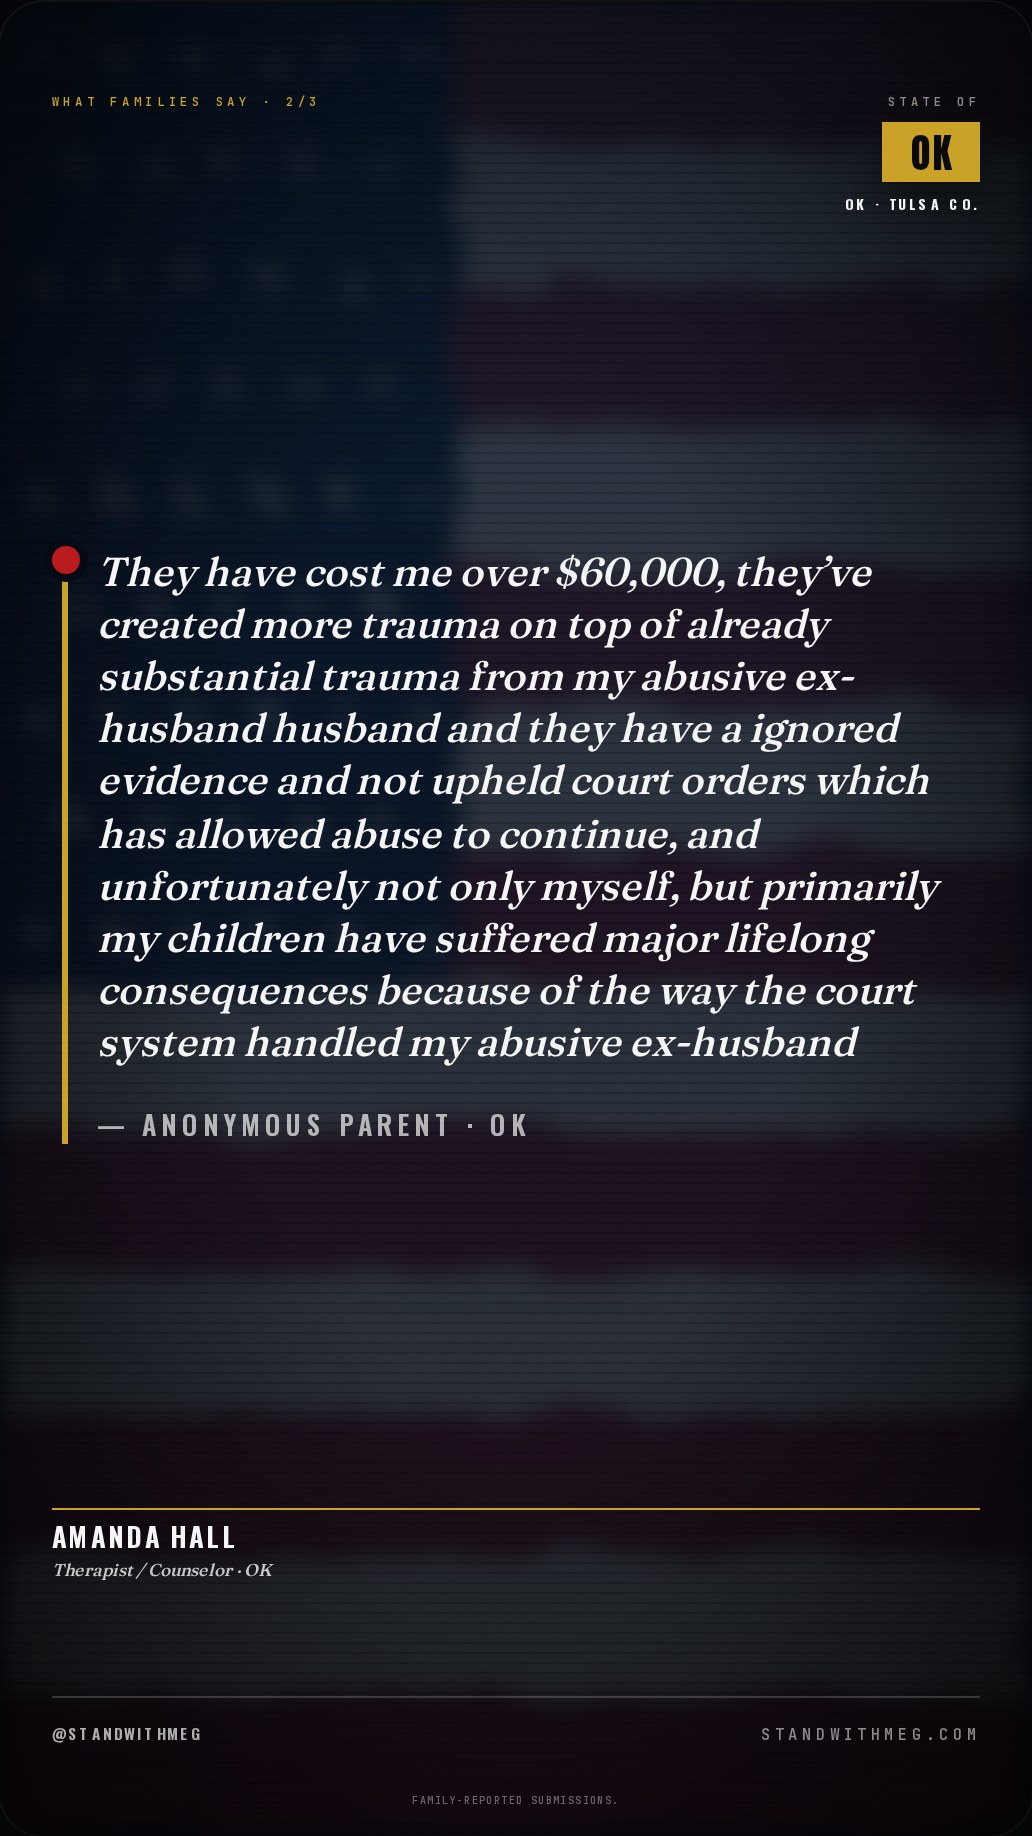 WHAT FAMILIES SAY · 2/3
STATE OF
OK
OK · TULSA CO.
They have cost me over $60,000, they’ve
created more trauma on top of already
substantial trauma from my abusive ex-
husband husband and they have a ignored
evidence and not upheld court orders which
has allowed abuse to continue, and
unfortunately not only myself, but primarily
my children have suffered major lifelong
consequences because of the way the court
system handled my abusive ex-husband
— ANONYMOUS PARENT · OK
AMANDA HALL
Therapist / Counselor · OK
@STANDWITHMEG
STANDWITHMEG.COM
FAMILY-REPORTED SUBMISSIONS.